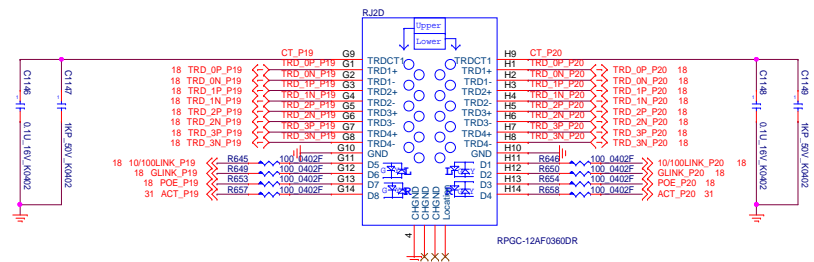 RJ2D
Upper
Lower
CT_P19 G9 TRDCT1 TRDCT1 H9 CT_P20
18 TRD_0P_P19 TRD_0P_P19 G1 TRD1+ TRD1+ H1 TRD_0P_P20 TRD_0P_P20 18
18 TRD_0N_P19 TRD_0N_P19 G2 TRD1- TRD1- H2 TRD_0N_P20 TRD_0N_P20 18
18 TRD_1P_P19 TRD_1P_P19 G3 TRD2+ TRD2+ H3 TRD_1P_P20 TRD_1P_P20 18
18 TRD_1N_P19 TRD_1N_P19 G4 TRD2- TRD2- H4 TRD_1N_P20 TRD_1N_P20 18
18 TRD_2P_P19 TRD_2P_P19 G5 TRD3+ TRD3+ H5 TRD_2P_P20 TRD_2P_P20 18
18 TRD_2N_P19 TRD_2N_P19 G6 TRD3- TRD3- H6 TRD_2N_P20 TRD_2N_P20 18
18 TRD_3P_P19 TRD_3P_P19 G7 TRD4+ TRD4+ H7 TRD_3P_P20 TRD_3P_P20 18
18 TRD_3N_P19 TRD_3N_P19 G8 TRD4- TRD4- H8 TRD_3N_P20 TRD_3N_P20 18
G10 GND GND H10
18 10/100LINK_P19 R645 100_0402F G11 D5 D1 H11 R646 100_0402F 10/100LINK_P20 18
18 GLINK_P19 R649 100_0402F G12 D6 D2 H12 R650 100_0402F GLINK_P20 18
18 POE_P19 R653 100_0402F G13 D7 D3 H13 R654 100_0402F POE_P20 18
31 ACT_P19 R657 100_0402F G14 D8 D4 H14 R658 100_0402F ACT_P20 31
C1146
0.1U_16V_K0402
C1147
1KP_50V_K0402
C1148
0.1U_16V_K0402
C1149
1KP_50V_K0402
CHGND
CHGND
CHGND
4
RPGC-12AF0360DR